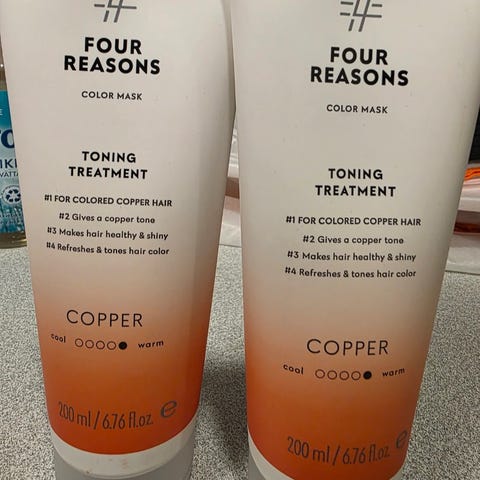 FOUR
REASONS
COLOR MASK
TONING
TREATMENT
#1 FOR COLORED COPPER HAIR
#2 Gives a copper tone
#3 Makes hair healthy & shiny
#4 Refreshes & tones hair color
COPPER
cool warm
200 ml / 6.76 fl.oz. ℮
FOUR
REASONS
COLOR MASK
TONING
TREATMENT
#1 FOR COLORED COPPER HAIR
#2 Gives a copper tone
#3 Makes hair healthy & shiny
#4 Refreshes & tones hair color
COPPER
cool warm
200 ml / 6.76 fl.oz. ℮